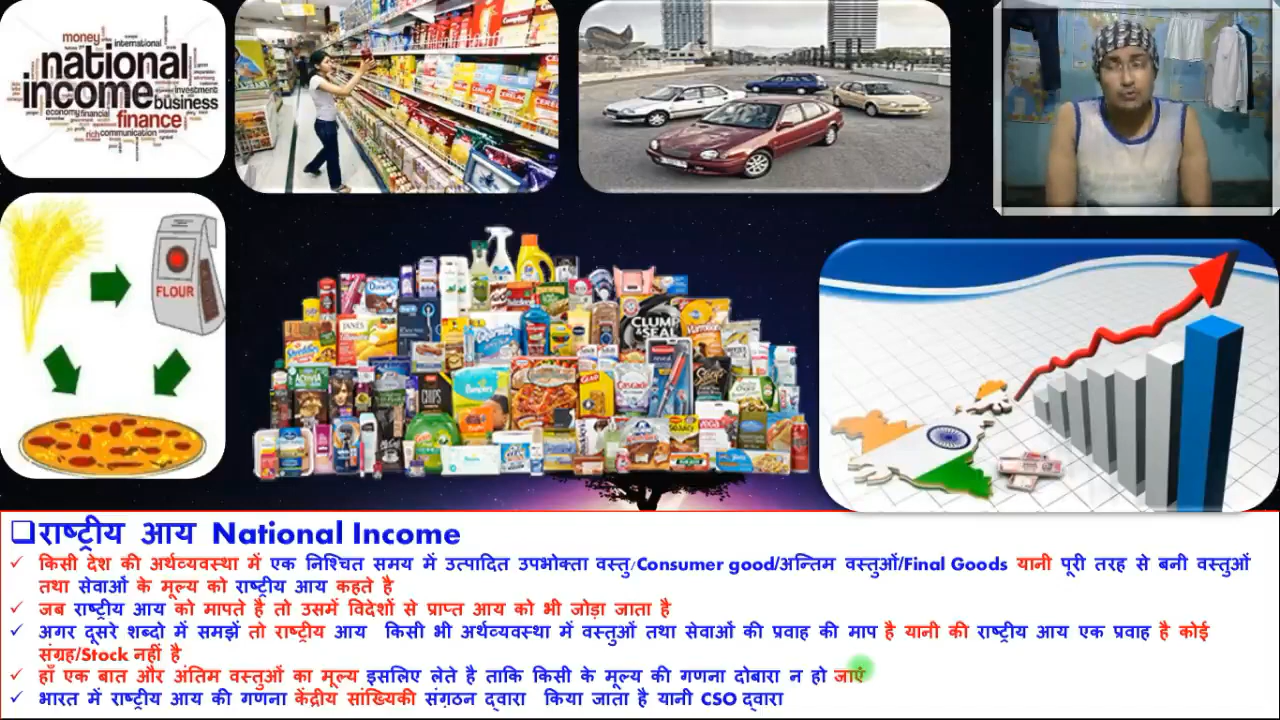 money
international
national
income
investment
business
economy financial
finance
rich communication
FLOUR
CLUMP
& SEAL
❑राष्ट्रीय आय National Income
✓ किसी देश की अर्थव्यवस्था में एक निश्चित समय में उत्पादित उपभोक्ता वस्तु/Consumer good/अन्तिम वस्तुओं/Final Goods यानी पूरी तरह से बनी वस्तुओं
तथा सेवाओं के मूल्य को राष्ट्रीय आय कहते है
✓ जब राष्ट्रीय आय को मापते है तो उसमें विदेशों से प्राप्त आय को भी जोड़ा जाता है
✓ अगर दूसरे शब्दो में समझें तो राष्ट्रीय आय किसी भी अर्थव्यवस्था में वस्तुओं तथा सेवाओं की प्रवाह की माप है यानी की राष्ट्रीय आय एक प्रवाह है कोई
संग्रह/Stock नहीं है
✓ हाँ एक बात और अंतिम वस्तुओं का मूल्य इसलिए लेते है ताकि किसी के मूल्य की गणना दोबारा न हो जाएं
✓ भारत में राष्ट्रीय आय की गणना केंद्रीय सांख्यिकी संगठन द्वारा किया जाता है यानी CSO द्वारा